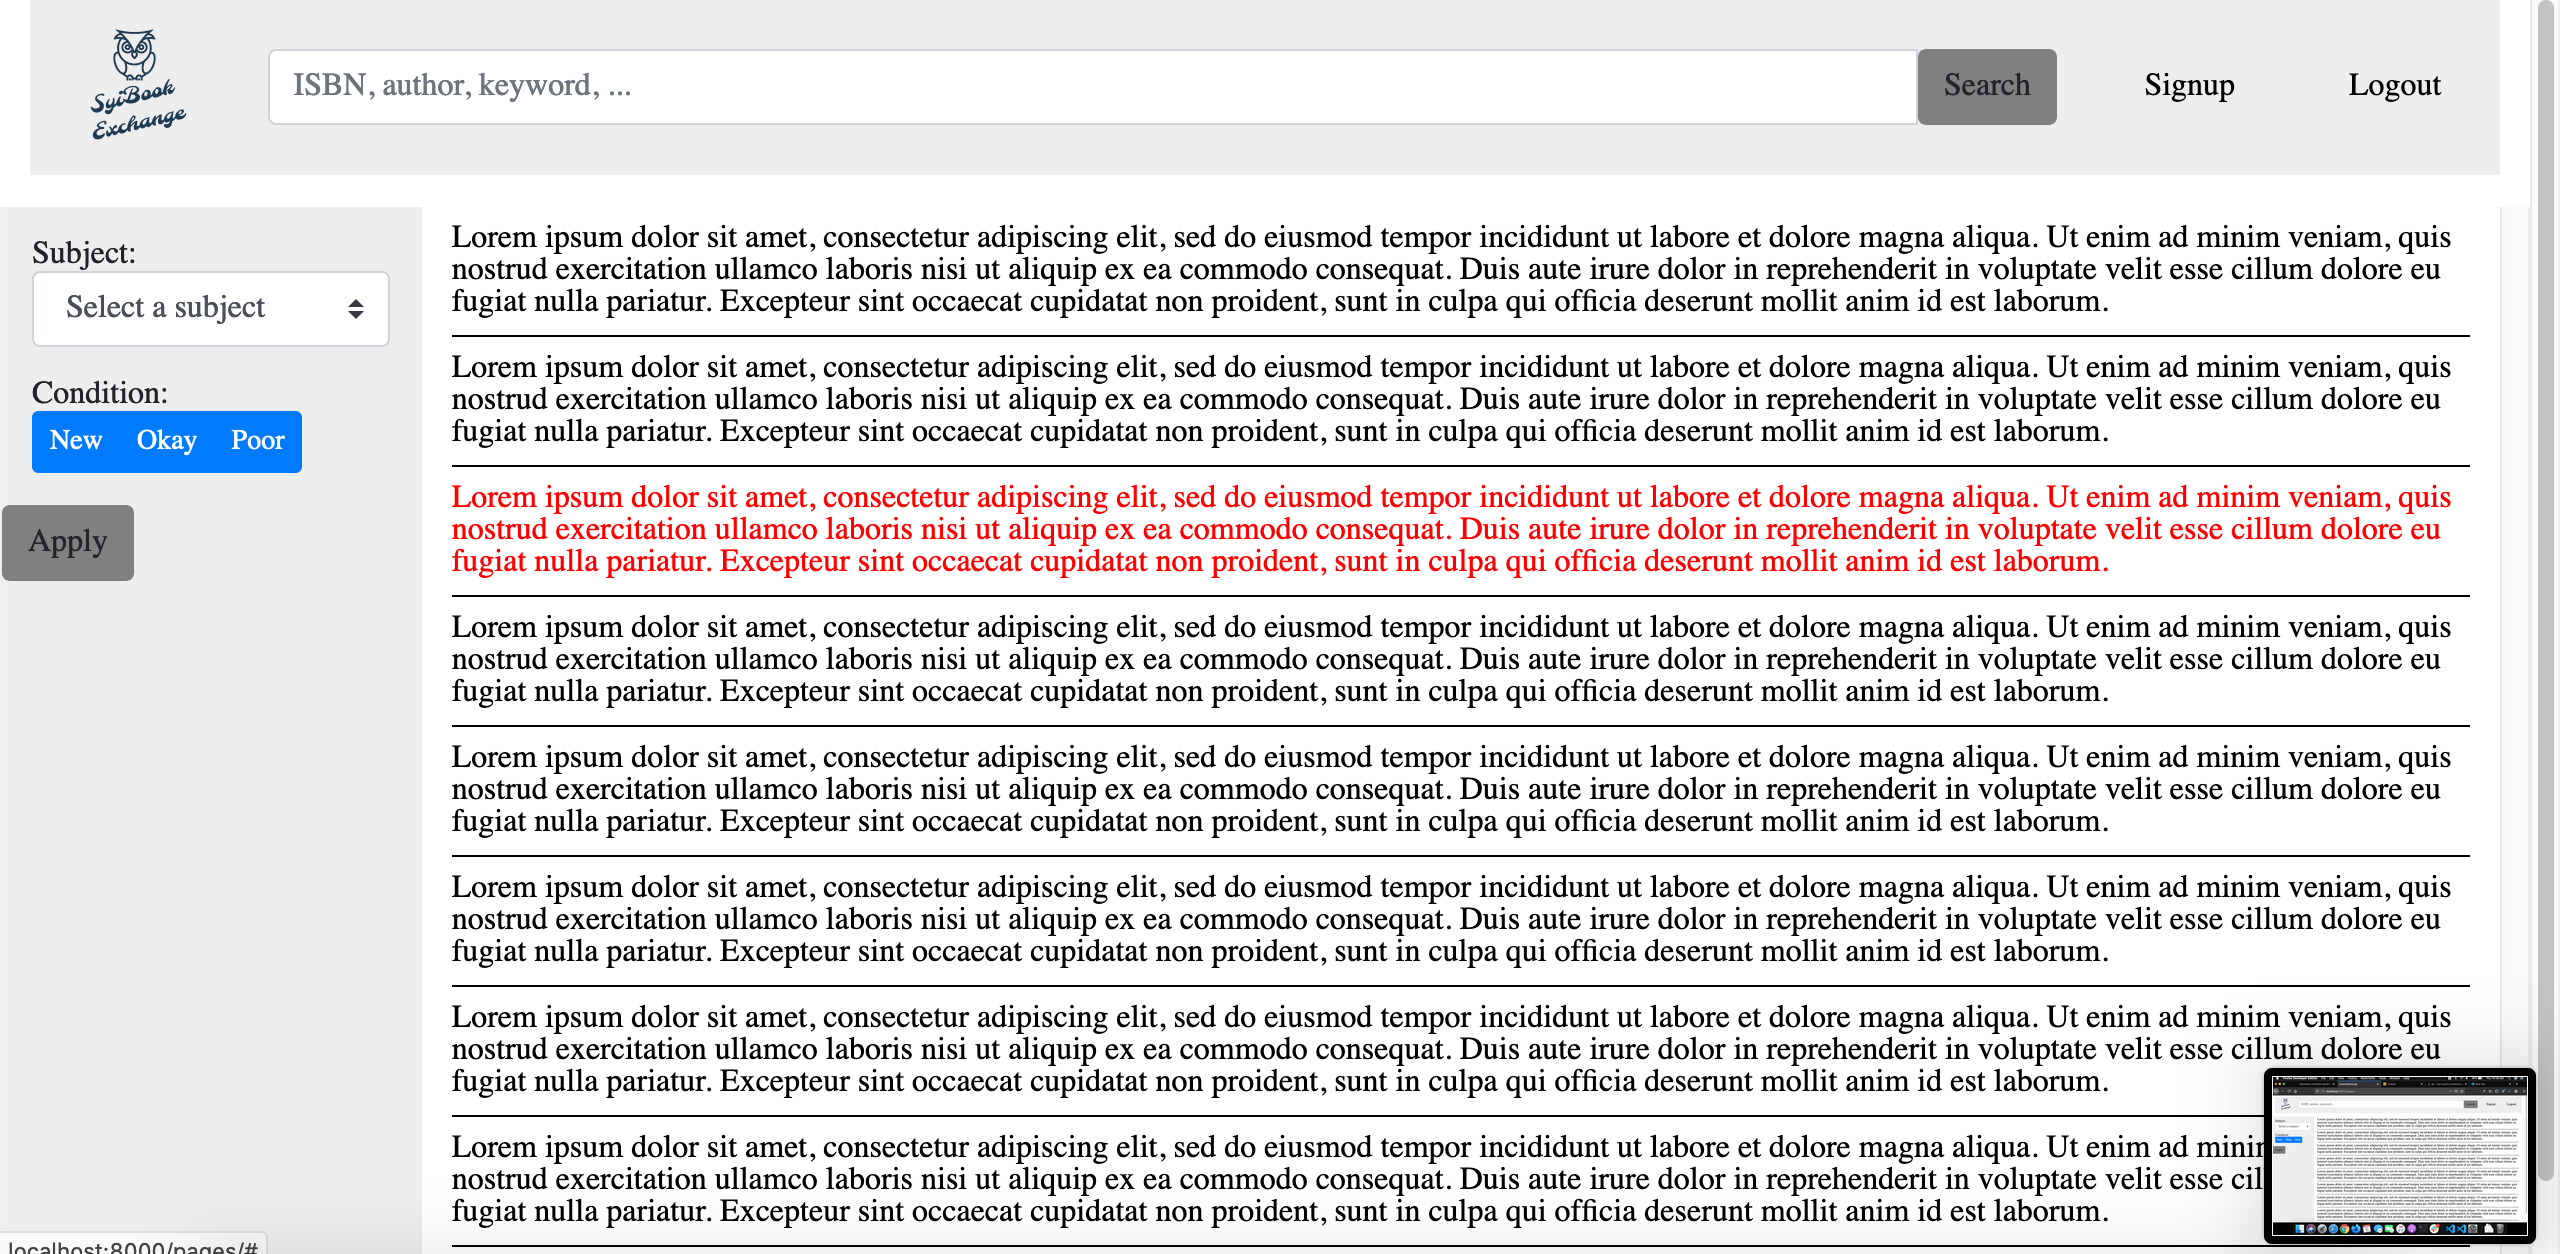 SyiBook
Exchange
ISBN, author, keyword, ...
Search
Signup
Logout
Subject:
Select a subject
Condition:
New Okay Poor
Apply
Lorem ipsum dolor sit amet, consectetur adipiscing elit, sed do eiusmod tempor incididunt ut labore et dolore magna aliqua. Ut enim ad minim veniam, quis
nostrud exercitation ullamco laboris nisi ut aliquip ex ea commodo consequat. Duis aute irure dolor in reprehenderit in voluptate velit esse cillum dolore eu
fugiat nulla pariatur. Excepteur sint occaecat cupidatat non proident, sunt in culpa qui officia deserunt mollit anim id est laborum.
Lorem ipsum dolor sit amet, consectetur adipiscing elit, sed do eiusmod tempor incididunt ut labore et dolore magna aliqua. Ut enim ad minim veniam, quis
nostrud exercitation ullamco laboris nisi ut aliquip ex ea commodo consequat. Duis aute irure dolor in reprehenderit in voluptate velit esse cillum dolore eu
fugiat nulla pariatur. Excepteur sint occaecat cupidatat non proident, sunt in culpa qui officia deserunt mollit anim id est laborum.
Lorem ipsum dolor sit amet, consectetur adipiscing elit, sed do eiusmod tempor incididunt ut labore et dolore magna aliqua. Ut enim ad minim veniam, quis
nostrud exercitation ullamco laboris nisi ut aliquip ex ea commodo consequat. Duis aute irure dolor in reprehenderit in voluptate velit esse cillum dolore eu
fugiat nulla pariatur. Excepteur sint occaecat cupidatat non proident, sunt in culpa qui officia deserunt mollit anim id est laborum.
Lorem ipsum dolor sit amet, consectetur adipiscing elit, sed do eiusmod tempor incididunt ut labore et dolore magna aliqua. Ut enim ad minim veniam, quis
nostrud exercitation ullamco laboris nisi ut aliquip ex ea commodo consequat. Duis aute irure dolor in reprehenderit in voluptate velit esse cillum dolore eu
fugiat nulla pariatur. Excepteur sint occaecat cupidatat non proident, sunt in culpa qui officia deserunt mollit anim id est laborum.
Lorem ipsum dolor sit amet, consectetur adipiscing elit, sed do eiusmod tempor incididunt ut labore et dolore magna aliqua. Ut enim ad minim veniam, quis
nostrud exercitation ullamco laboris nisi ut aliquip ex ea commodo consequat. Duis aute irure dolor in reprehenderit in voluptate velit esse cillum dolore eu
fugiat nulla pariatur. Excepteur sint occaecat cupidatat non proident, sunt in culpa qui officia deserunt mollit anim id est laborum.
Lorem ipsum dolor sit amet, consectetur adipiscing elit, sed do eiusmod tempor incididunt ut labore et dolore magna aliqua. Ut enim ad minim veniam, quis
nostrud exercitation ullamco laboris nisi ut aliquip ex ea commodo consequat. Duis aute irure dolor in reprehenderit in voluptate velit esse cillum dolore eu
fugiat nulla pariatur. Excepteur sint occaecat cupidatat non proident, sunt in culpa qui officia deserunt mollit anim id est laborum.
Lorem ipsum dolor sit amet, consectetur adipiscing elit, sed do eiusmod tempor incididunt ut labore et dolore magna aliqua. Ut enim ad minim veniam, quis
nostrud exercitation ullamco laboris nisi ut aliquip ex ea commodo consequat. Duis aute irure dolor in reprehenderit in voluptate velit esse cillum dolore eu
fugiat nulla pariatur. Excepteur sint occaecat cupidatat non proident, sunt in culpa qui officia deserunt mollit anim id est laborum.
Lorem ipsum dolor sit amet, consectetur adipiscing elit, sed do eiusmod tempor incididunt ut labore et dolore magna aliqua. Ut enim ad
nostrud exercitation ullamco laboris nisi ut aliquip ex ea commodo consequat. Duis aute irure dolor in reprehenderit in voluptate velit esse
fugiat nulla pariatur. Excepteur sint occaecat cupidatat non proident, sunt in culpa qui officia deserunt mollit anim id est laborum.
localhost:8000/pages/#